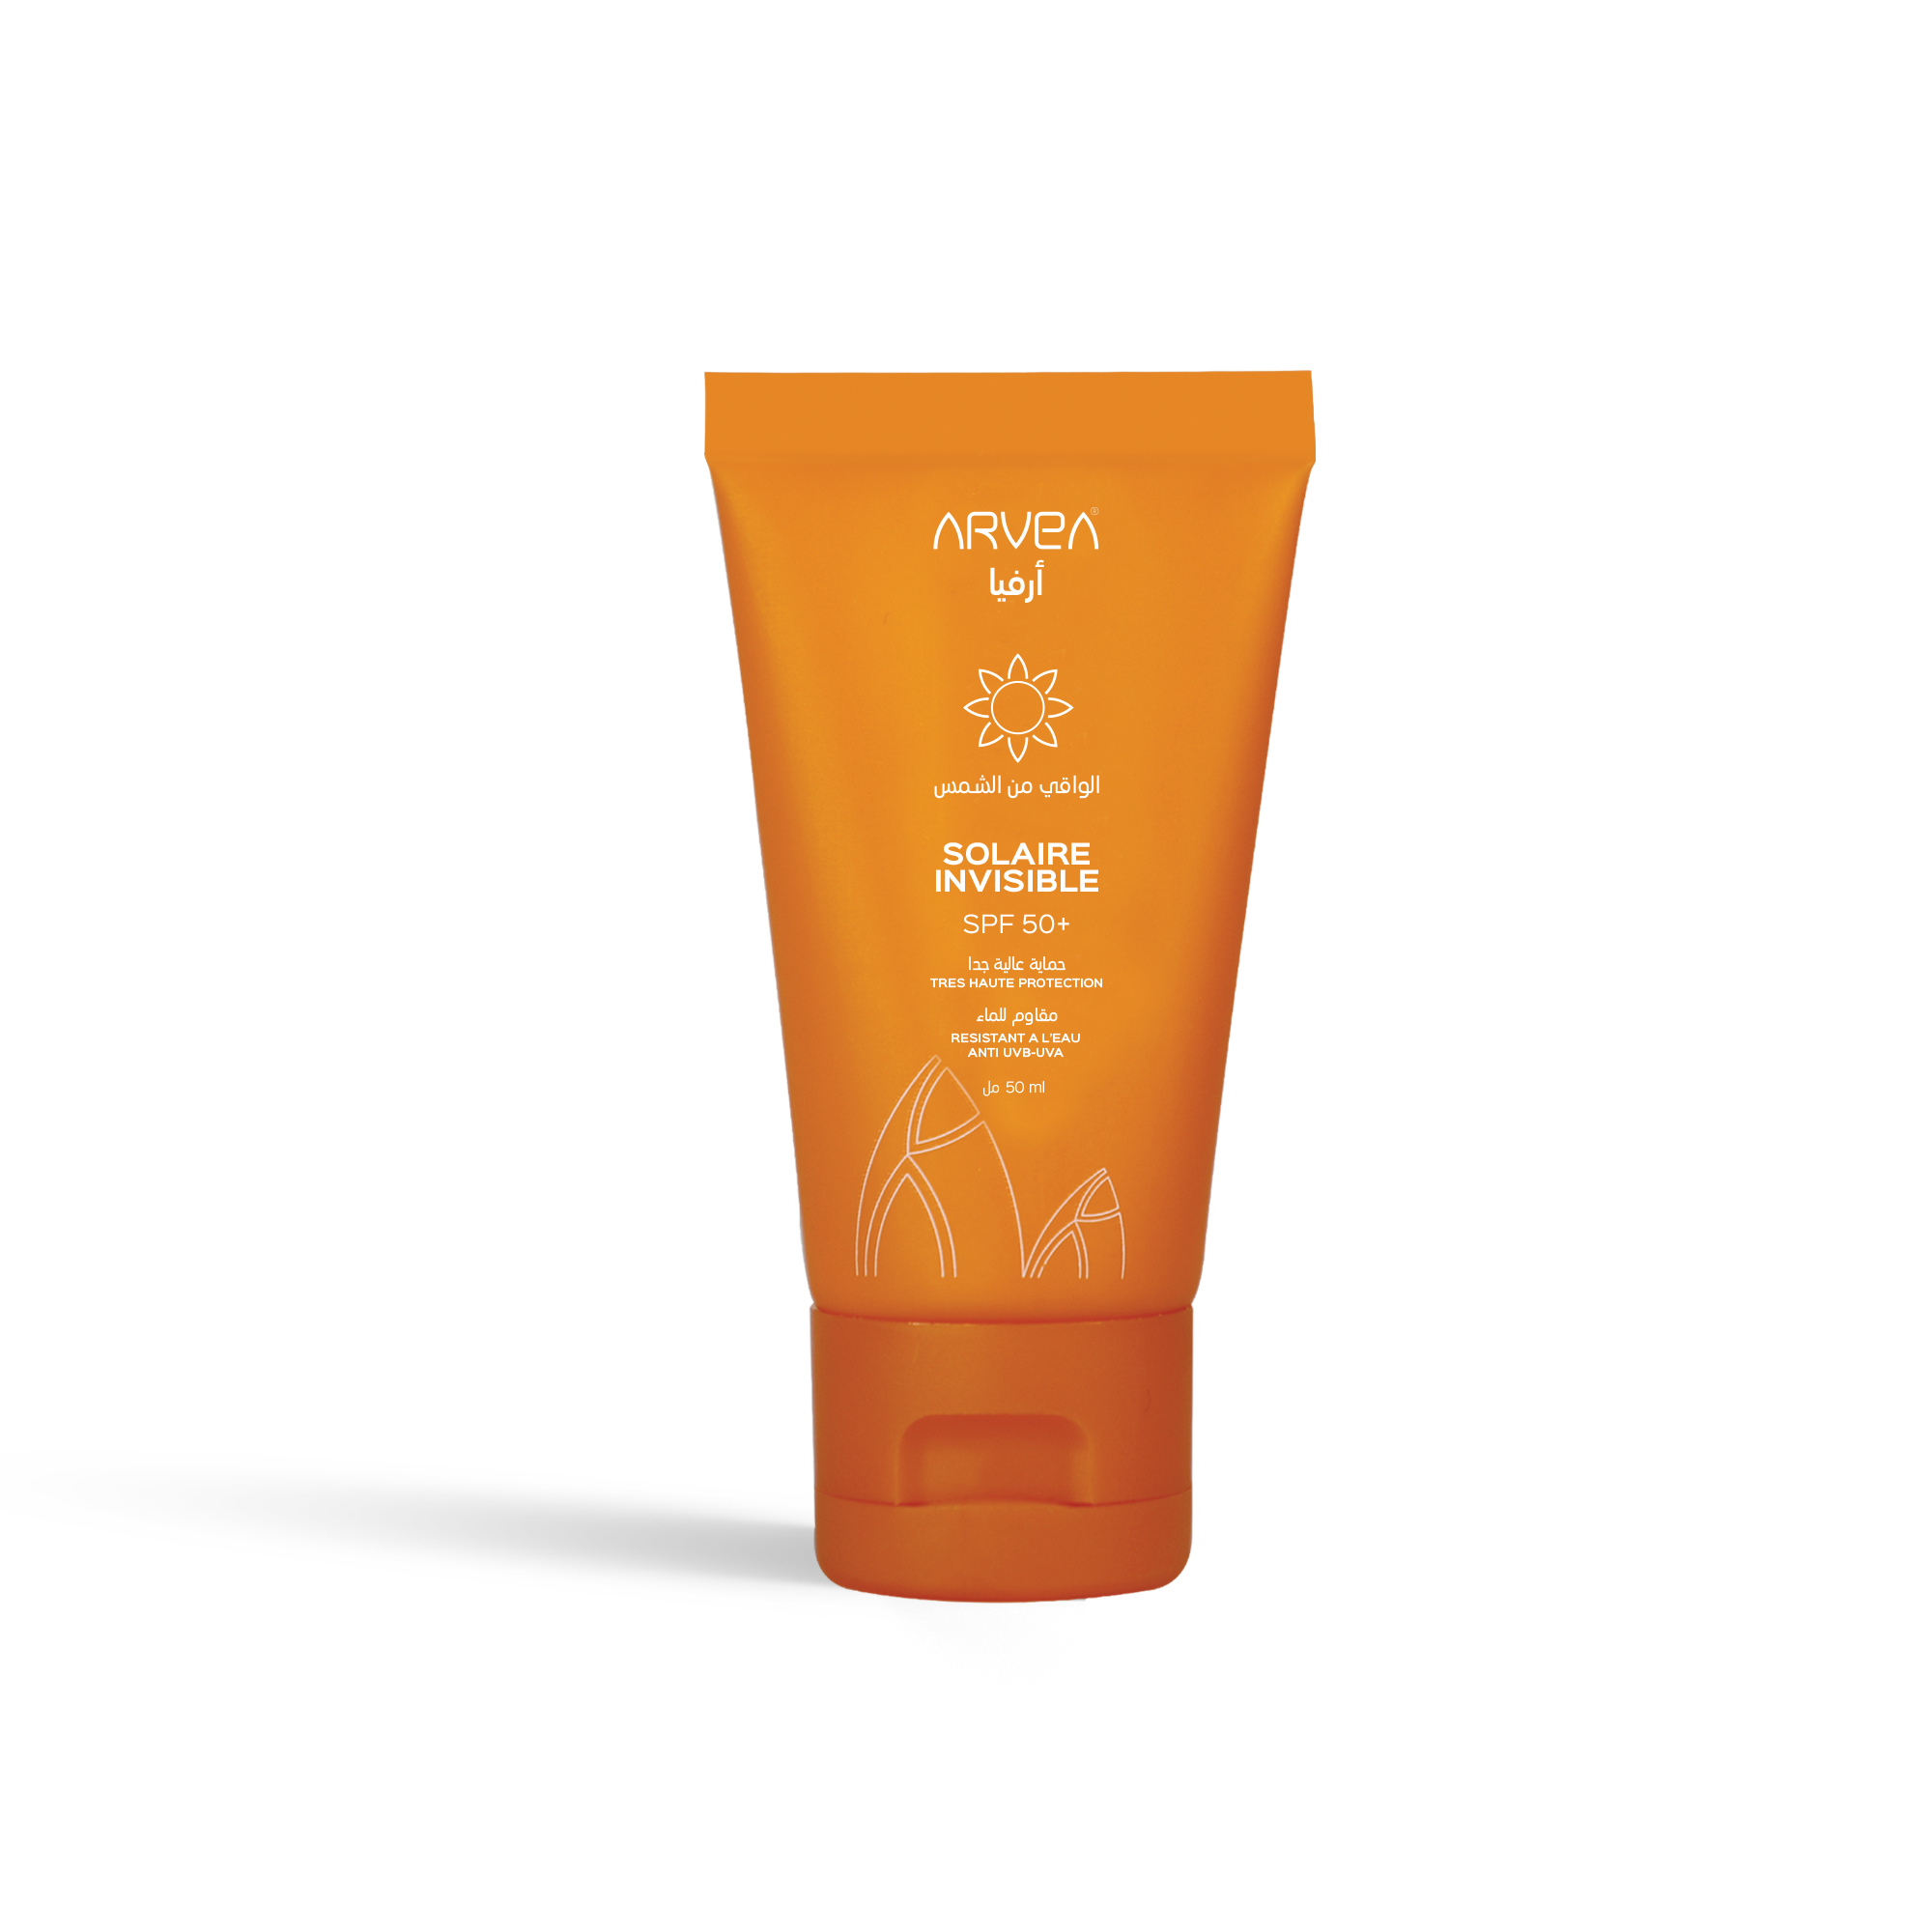 ARVEA®
أرفيا
الواقي من الشمس
SOLAIRE
INVISIBLE
SPF 50+
حماية عالية جدا
TRES HAUTE PROTECTION
مقاوم للماء
RESISTANT A L'EAU
ANTI UVB-UVA
50 ml مل